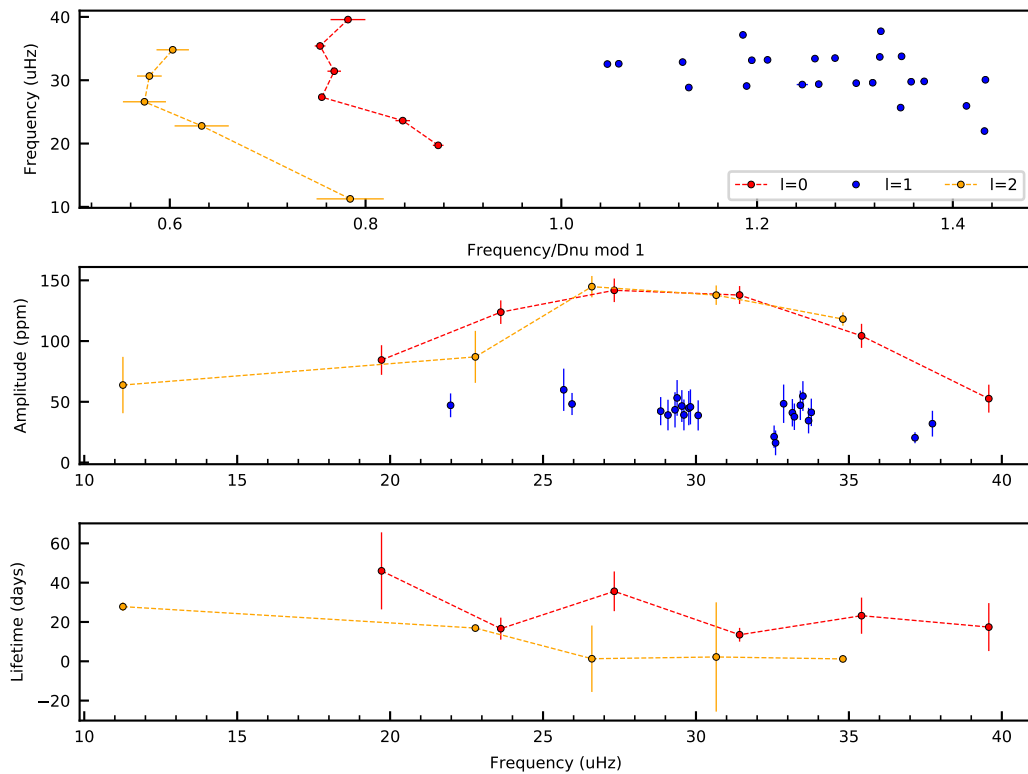 Frequency (uHz)
40
30
20
10
l=0 l=1 l=2
0.6 0.8 1.0 1.2 1.4
Frequency/Dnu mod 1
Amplitude (ppm)
150
100
50
0
10 15 20 25 30 35 40
Lifetime (days)
60
40
20
0
−20
10 15 20 25 30 35 40
Frequency (uHz)